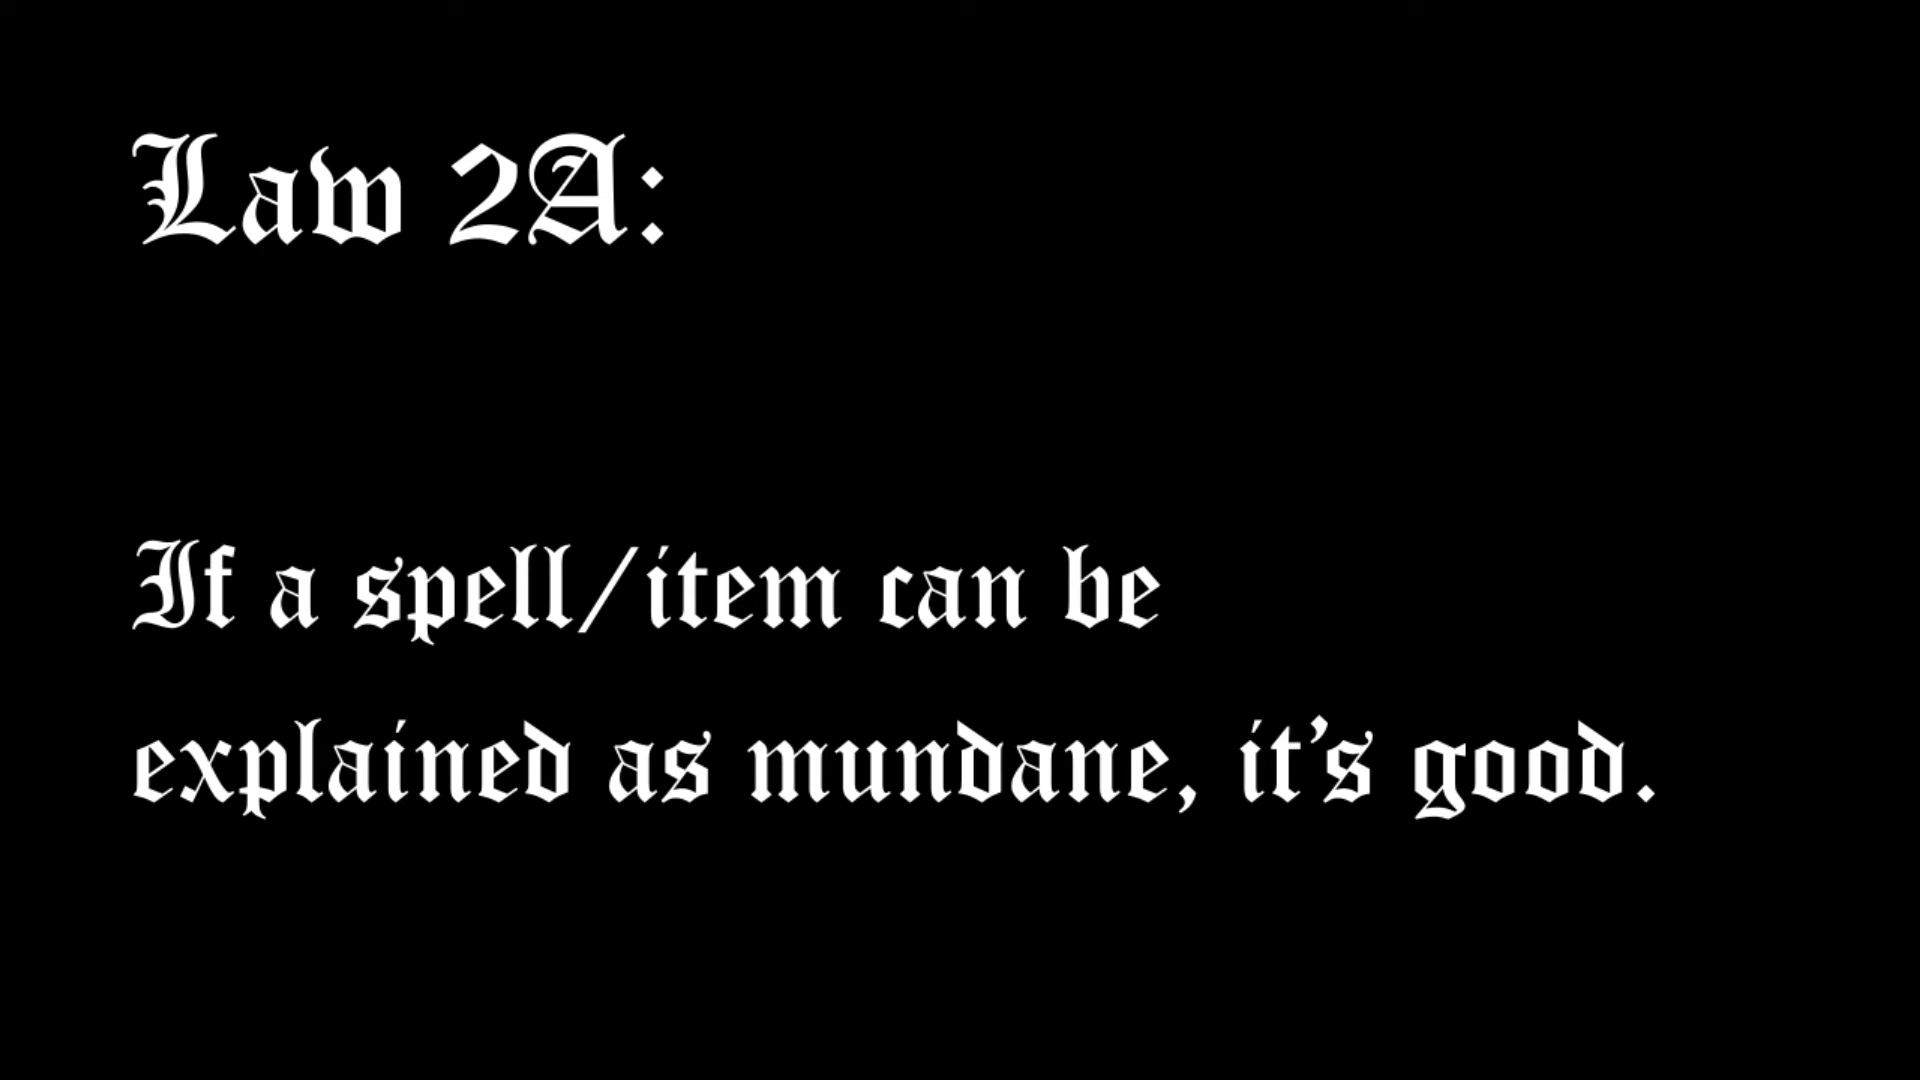 Law 2A:
If a spell/item can be
explained as mundane, it’s good.